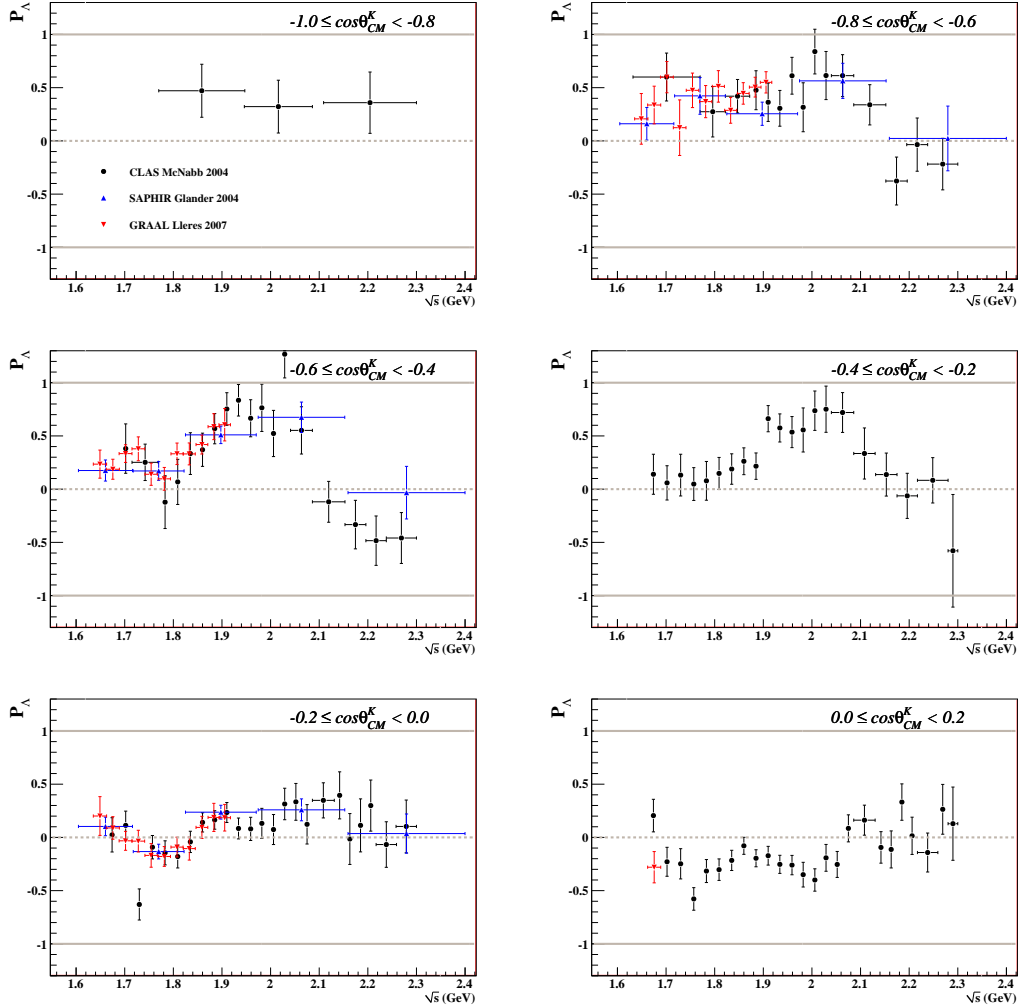 P_Λ
-1.0 ≤ cosθ^K_CM < -0.8
1
0.5
0
-0.5
-1
CLAS McNabb 2004
SAPHIR Glander 2004
GRAAL Lleres 2007
1.6 1.7 1.8 1.9 2 2.1 2.2 2.3 2.4
√s (GeV)
P_Λ
-0.8 ≤ cosθ^K_CM < -0.6
1
0.5
0
-0.5
-1
1.6 1.7 1.8 1.9 2 2.1 2.2 2.3 2.4
√s (GeV)
P_Λ
-0.6 ≤ cosθ^K_CM < -0.4
1
0.5
0
-0.5
-1
1.6 1.7 1.8 1.9 2 2.1 2.2 2.3 2.4
√s (GeV)
P_Λ
-0.4 ≤ cosθ^K_CM < -0.2
1
0.5
0
-0.5
-1
1.6 1.7 1.8 1.9 2 2.1 2.2 2.3 2.4
√s (GeV)
P_Λ
-0.2 ≤ cosθ^K_CM < 0.0
1
0.5
0
-0.5
-1
1.6 1.7 1.8 1.9 2 2.1 2.2 2.3 2.4
√s (GeV)
P_Λ
0.0 ≤ cosθ^K_CM < 0.2
1
0.5
0
-0.5
-1
1.6 1.7 1.8 1.9 2 2.1 2.2 2.3 2.4
√s (GeV)